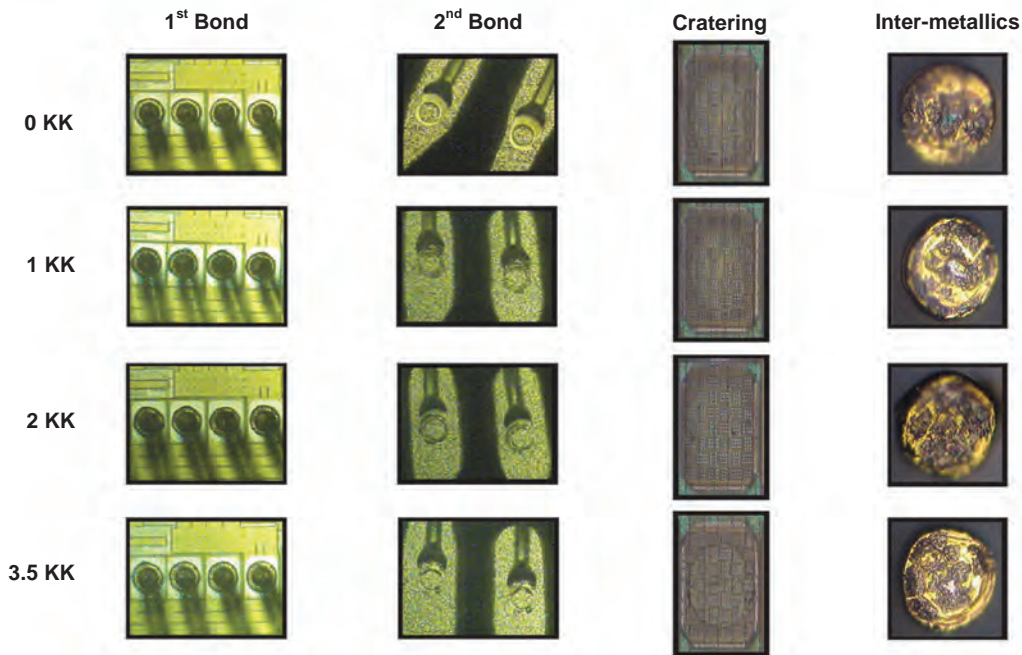 1st Bond 2nd Bond Cratering Inter-metallics
0 KK
1 KK
2 KK
3.5 KK